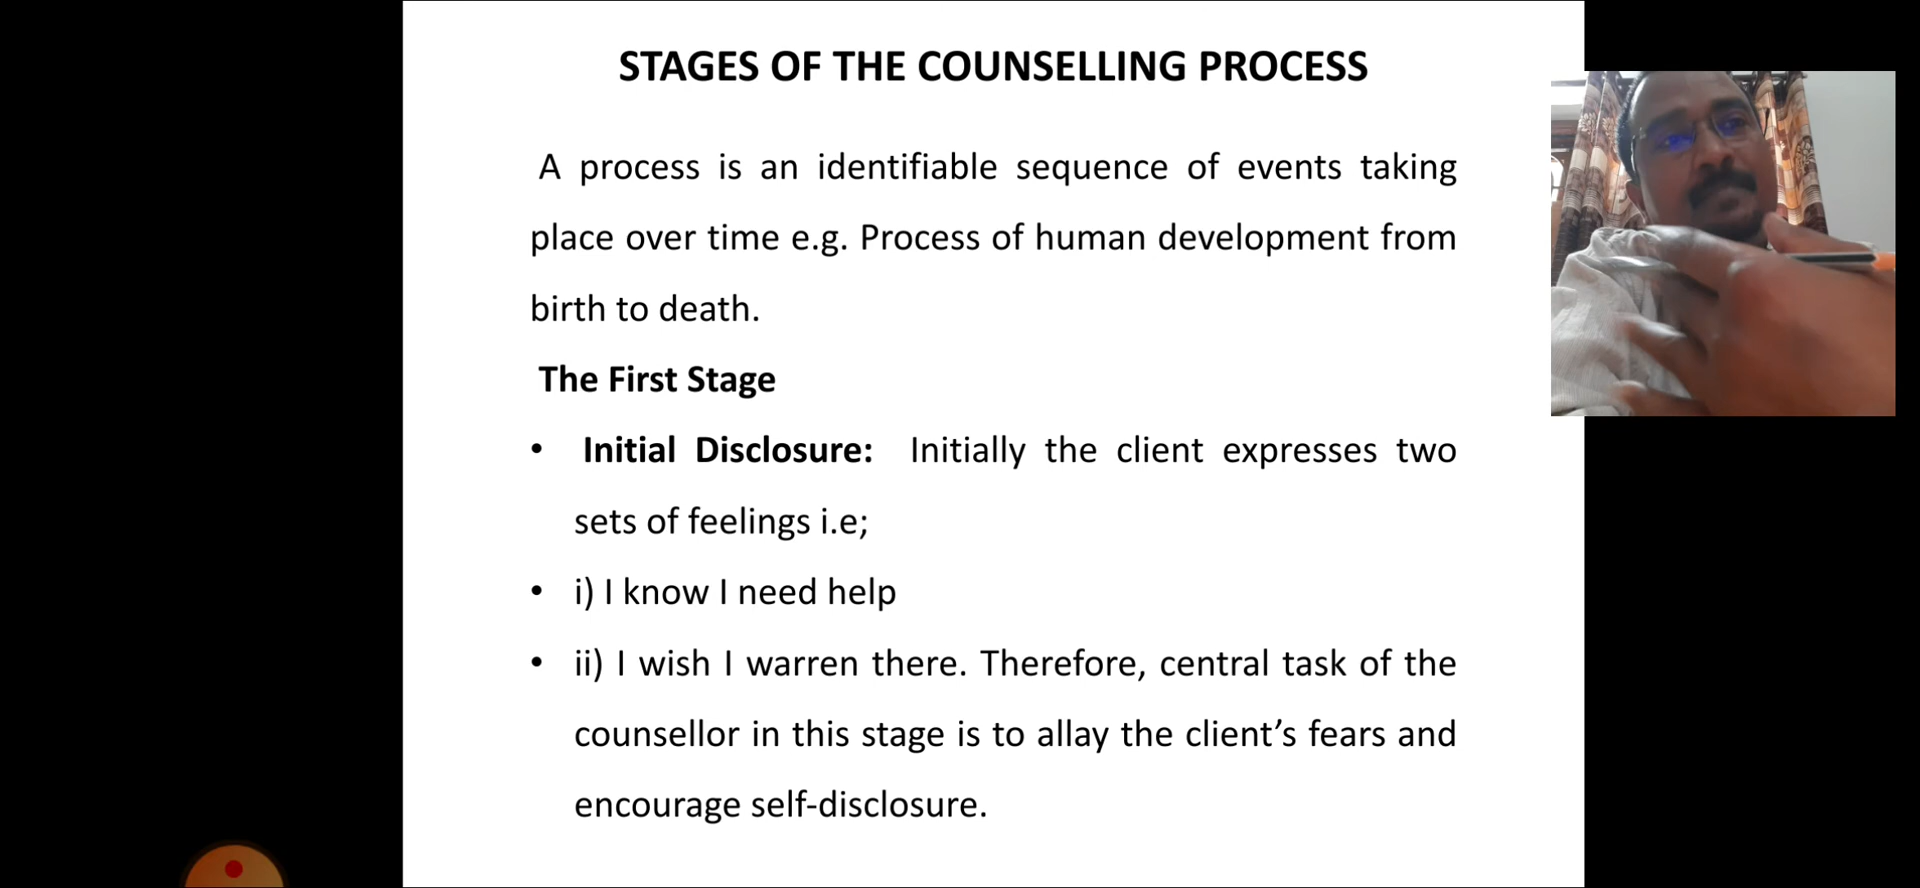 STAGES OF THE COUNSELLING PROCESS
A process is an identifiable sequence of events taking
place over time e.g. Process of human development from
birth to death.
The First Stage
• Initial Disclosure: Initially the client expresses two
sets of feelings i.e;
• i) I know I need help
• ii) I wish I warren there. Therefore, central task of the
counsellor in this stage is to allay the client’s fears and
encourage self-disclosure.